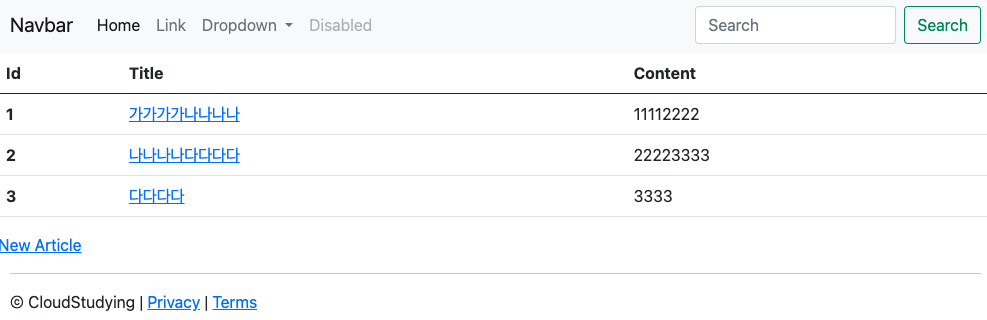 Navbar Home Link Dropdown Disabled Search Search
Id Title Content
1 가가가가나나나나 11112222
2 나나나나다다다다 22223333
3 다다다다 3333
New Article
© CloudStudying | Privacy | Terms